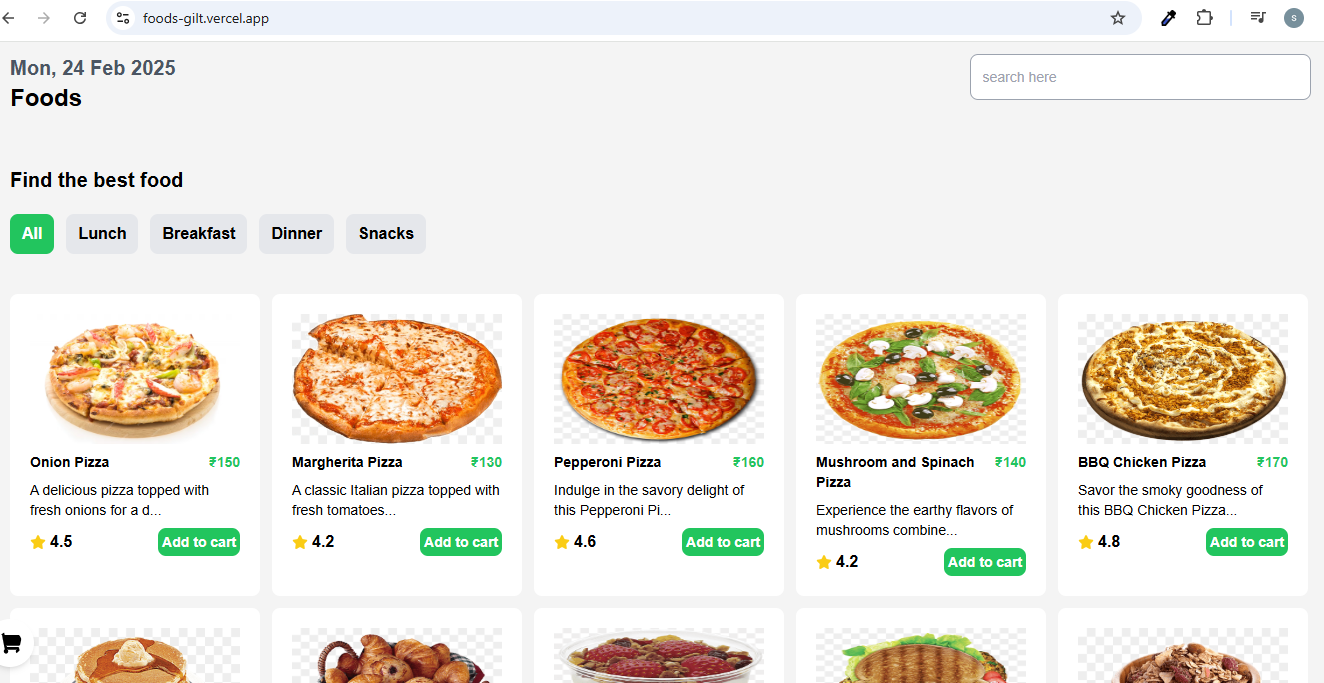 foods-gilt.vercel.app
S
Mon, 24 Feb 2025
Foods
search here
Find the best food
All
Lunch
Breakfast
Dinner
Snacks
Onion Pizza
₹150
A delicious pizza topped with
fresh onions for a d...
4.5
Add to cart
Margherita Pizza
₹130
A classic Italian pizza topped with
fresh tomatoes...
4.2
Add to cart
Pepperoni Pizza
₹160
Indulge in the savory delight of
this Pepperoni Pi...
4.6
Add to cart
Mushroom and Spinach
Pizza
₹140
Experience the earthy flavors of
mushrooms combine...
4.2
Add to cart
BBQ Chicken Pizza
₹170
Savor the smoky goodness of
this BBQ Chicken Pizza...
4.8
Add to cart